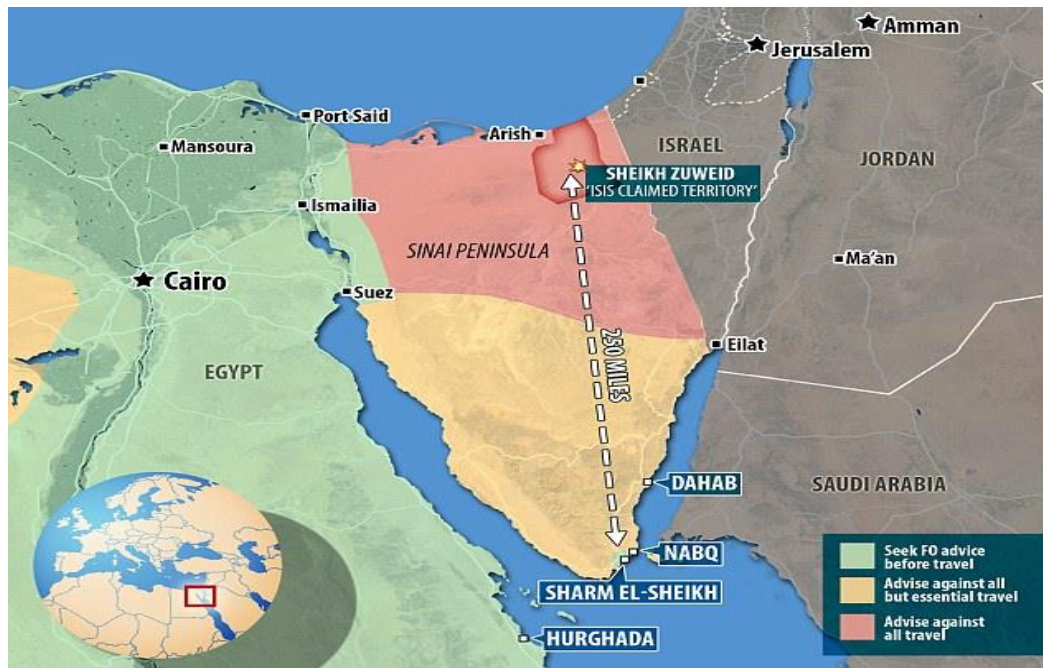 Amman
Jerusalem
Port Said
Mansoura
Arish
ISRAEL
JORDAN
SHEIKH ZUWEID
'ISIS CLAIMED TERRITORY'
Ismailia
SINAI PENINSULA
Ma'an
Cairo
Suez
Eilat
250 MILES
EGYPT
DAHAB
SAUDI ARABIA
NABQ
SHARM EL-SHEIKH
HURGHADA
Seek FO advice
before travel
Advise against all
but essential travel
Advise against
all travel